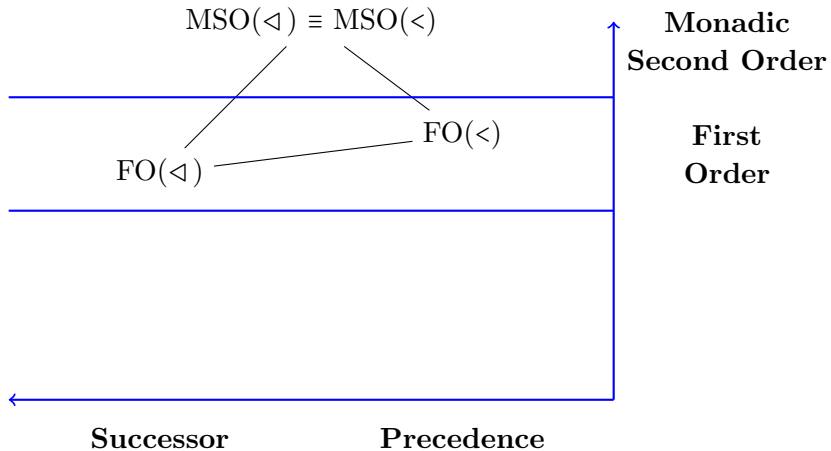 MSO(⊲) ≡ MSO(<)
Monadic
Second Order
FO(<)
First
Order
FO(⊲)
Successor
Precedence